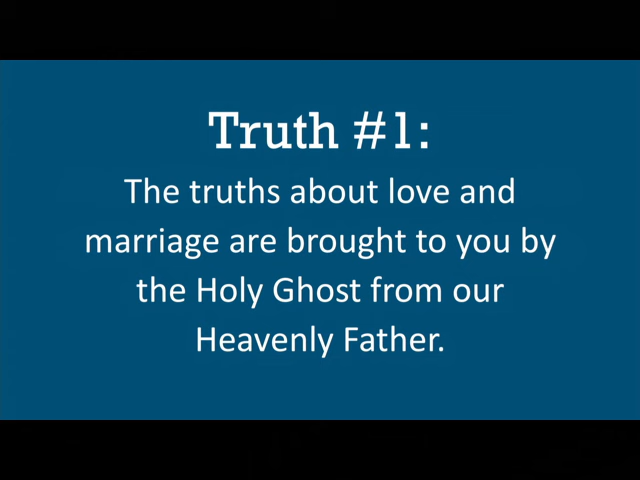 Truth #1:
The truths about love and
marriage are brought to you by
the Holy Ghost from our
Heavenly Father.